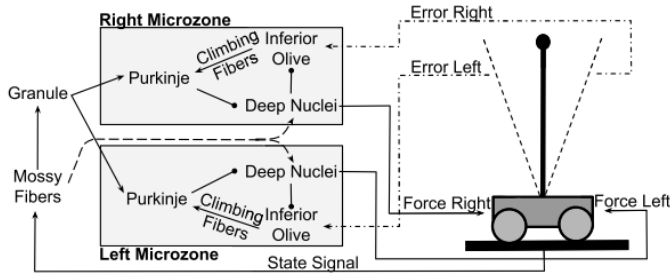 Right Microzone
Error Right
Climbing
Fibers
Inferior
Olive
Purkinje
Error Left
Granule
Deep Nuclei
Mossy
Fibers
Deep Nuclei
Purkinje
Climbing
Fibers
Inferior
Olive
Force Right
Force Left
Left Microzone
State Signal